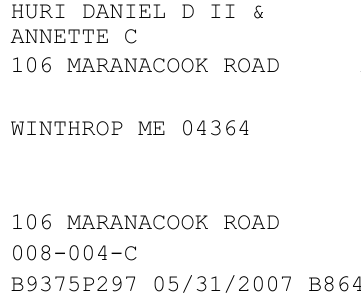 HURI DANIEL D II &
ANNETTE C
106 MARANACOOK ROAD
WINTHROP ME 04364
106 MARANACOOK ROAD
008-004-C
B9375P297 05/31/2007 B864